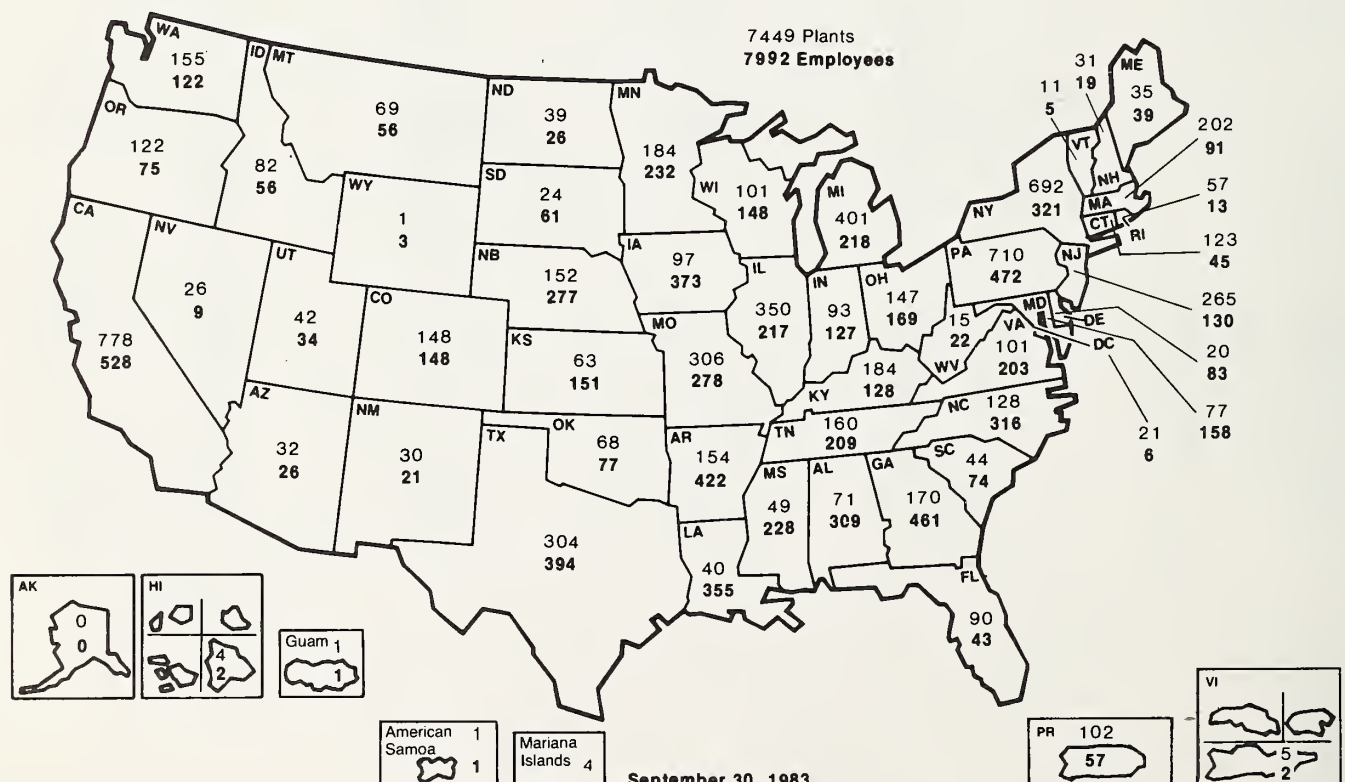 7449 Plants
7992 Employees
WA
155
122
ID
MT
69
56
ND
39
26
MN
184
232
OR
122
75
82
56
WY
1
3
SD
24
61
WI
101
148
MI
401
218
CA
778
528
NV
26
9
UT
42
34
CO
148
148
NB
152
277
IA
97
373
IL
350
217
IN
93
127
OH
147
169
NY
692
321
PA
710
472
VT
11
5
31
19
NH
ME
35
39
202
91
MA
57
13
CT
RI
123
45
NJ
265
130
MD
DE
20
83
DC
77
158
21
6
15
22
WV
VA
101
203
KS
63
151
MO
306
278
KY
184
128
AZ
32
26
NM
30
21
TX
304
394
OK
68
77
AR
154
422
TN
160
209
NC
128
316
SC
44
74
MS
49
228
AL
71
309
GA
170
461
LA
40
355
FL
90
43
AK
0
0
HI
4
2
Guam 1
1
American 1
Samoa
1
Mariana
Islands 4
September 30, 1983
PR 102
57
VI
5
2